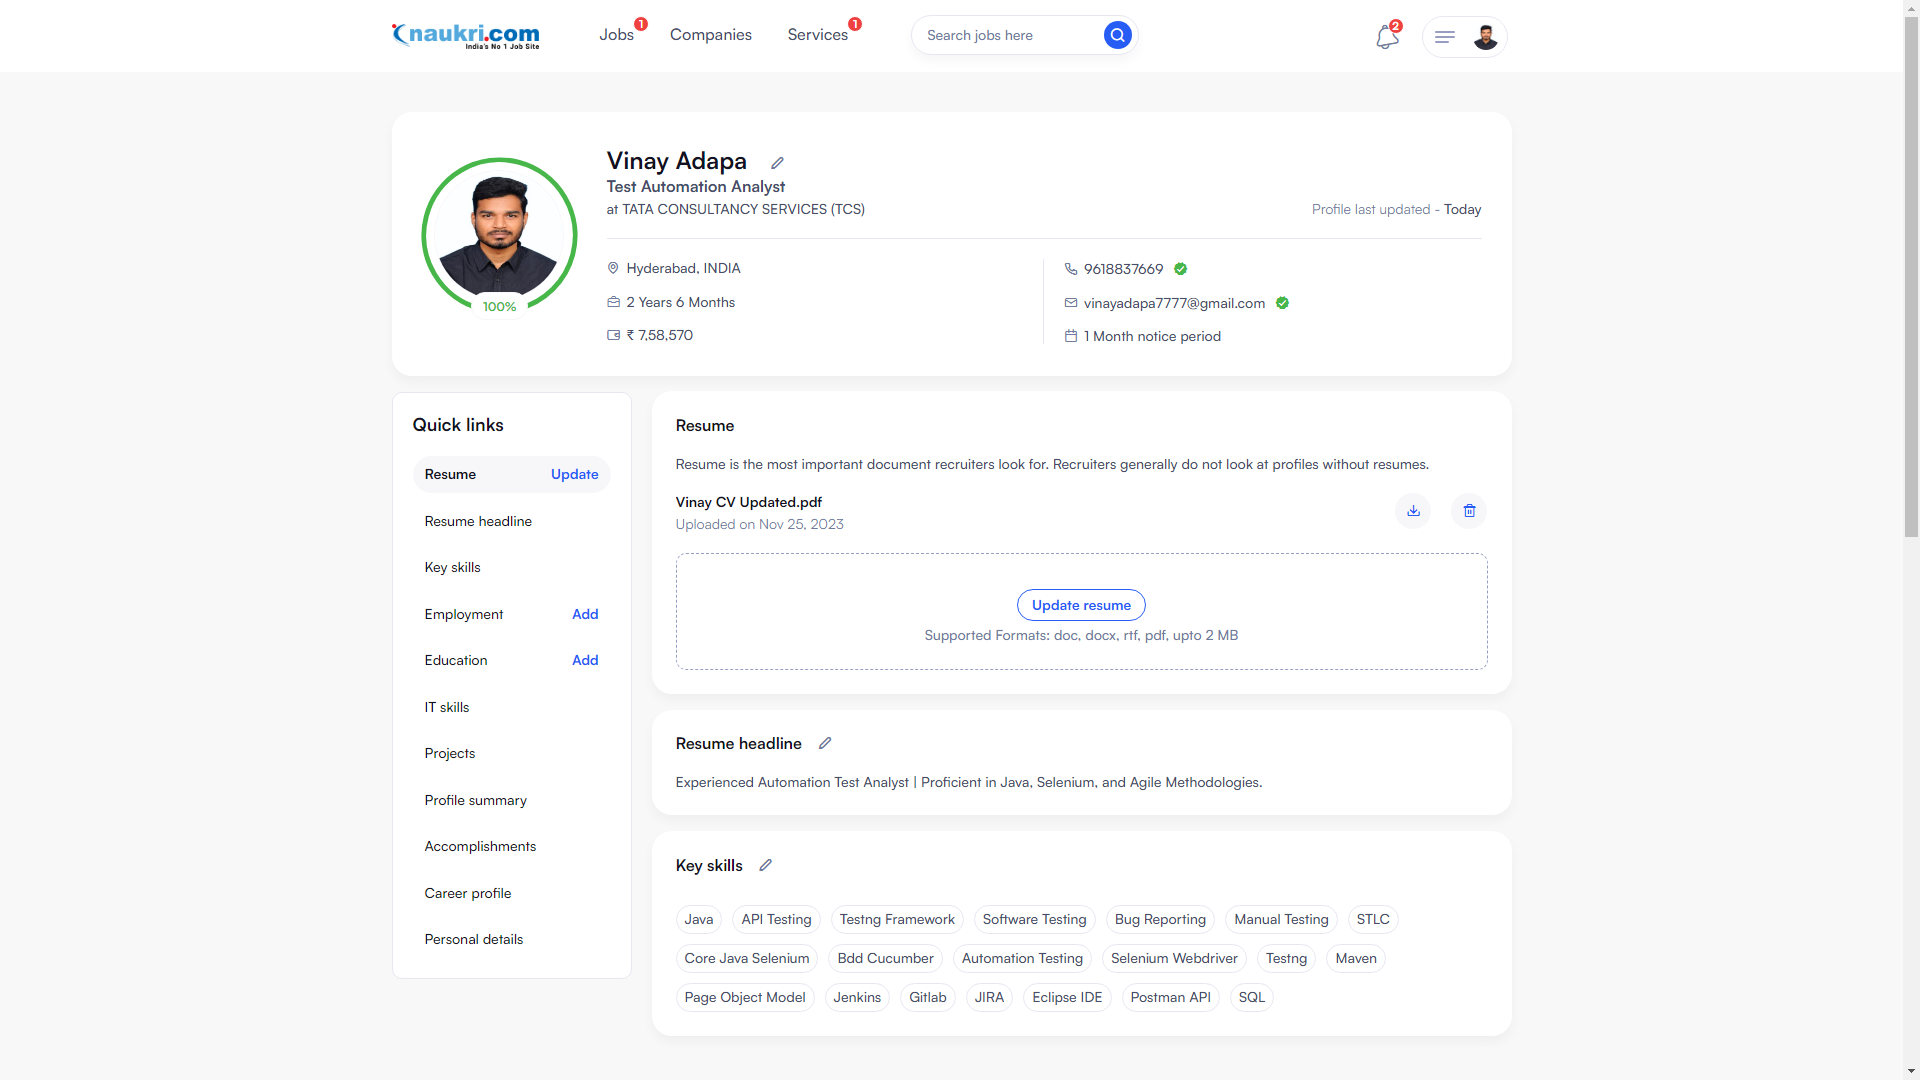 naukri.com
India's No 1 Job Site
Jobs 1
Companies
Services 1
Search jobs here
2
Vinay Adapa
Test Automation Analyst
at TATA CONSULTANCY SERVICES (TCS)
Profile last updated - Today
100%
Hyderabad, INDIA
2 Years 6 Months
₹ 7,58,570
9618837669
vinayadapa7777@gmail.com
1 Month notice period
Quick links
Resume Update
Resume headline
Key skills
Employment Add
Education Add
IT skills
Projects
Profile summary
Accomplishments
Career profile
Personal details
Resume
Resume is the most important document recruiters look for. Recruiters generally do not look at profiles without resumes.
Vinay CV Updated.pdf
Uploaded on Nov 25, 2023
Update resume
Supported Formats: doc, docx, rtf, pdf, upto 2 MB
Resume headline
Experienced Automation Test Analyst | Proficient in Java, Selenium, and Agile Methodologies.
Key skills
Java API Testing Testng Framework Software Testing Bug Reporting Manual Testing STLC
Core Java Selenium Bdd Cucumber Automation Testing Selenium Webdriver Testng Maven
Page Object Model Jenkins Gitlab JIRA Eclipse IDE Postman API SQL